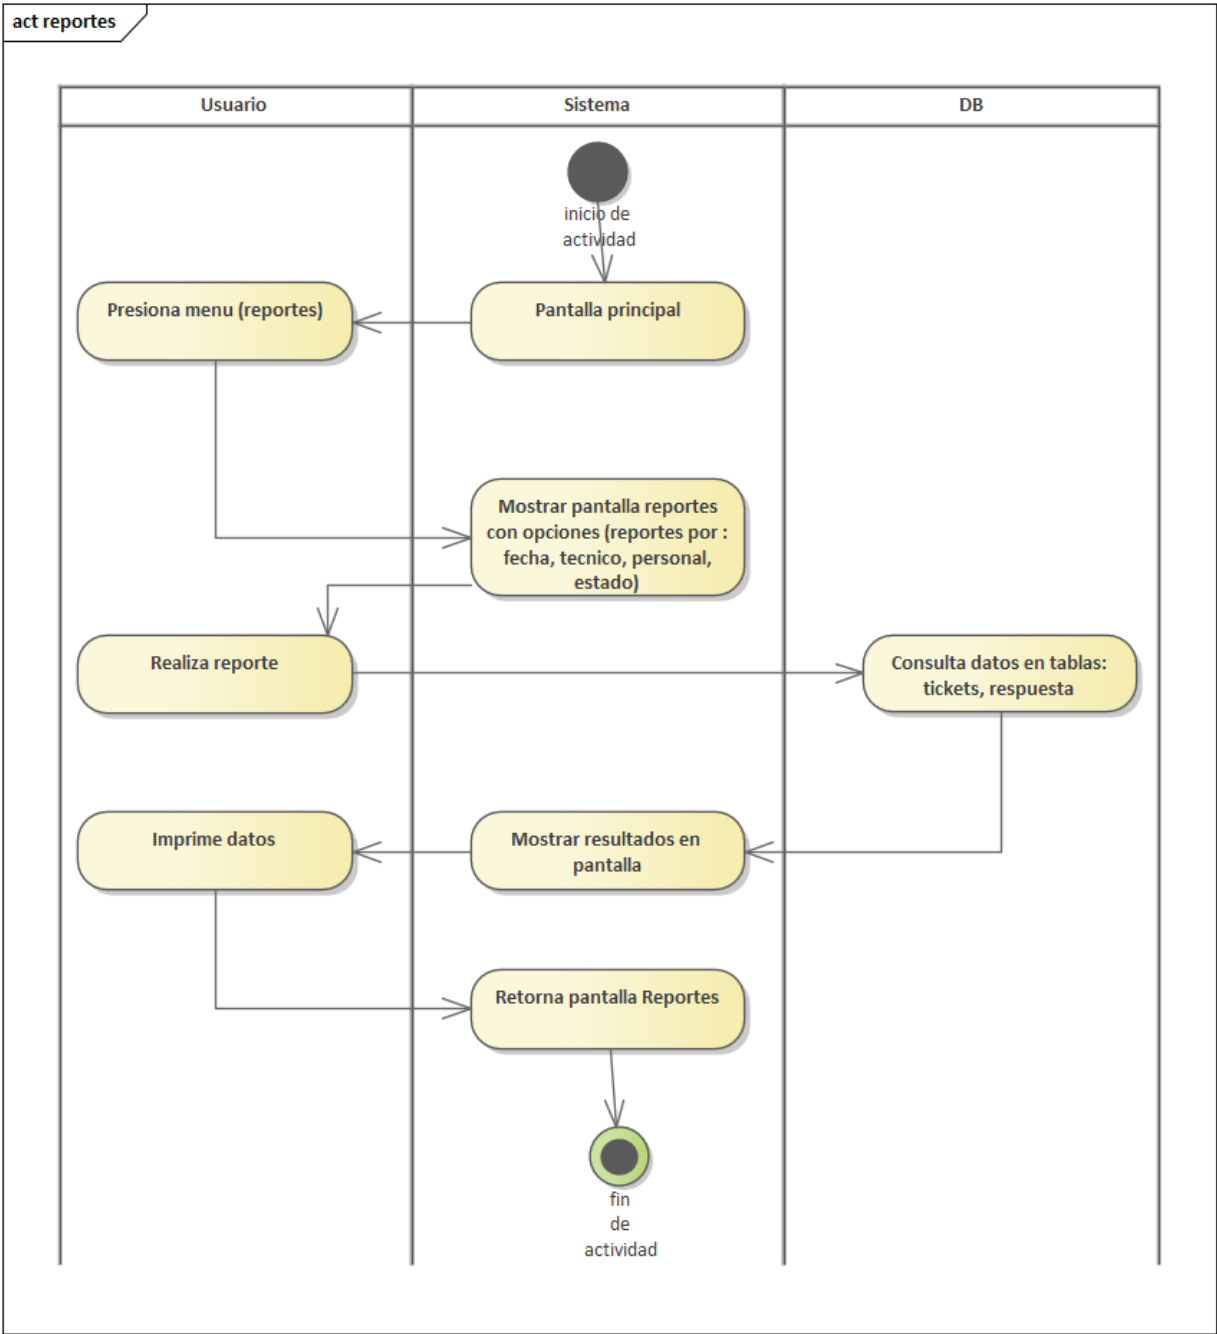 act reportes
Usuario
Sistema
DB
inicio de
actividad
Presiona menu (reportes)
Pantalla principal
Mostrar pantalla reportes
con opciones (reportes por :
fecha, tecnico, personal,
estado)
Realiza reporte
Consulta datos en tablas:
tickets, respuesta
Imprime datos
Mostrar resultados en
pantalla
Retorna pantalla Reportes
fin
de
actividad